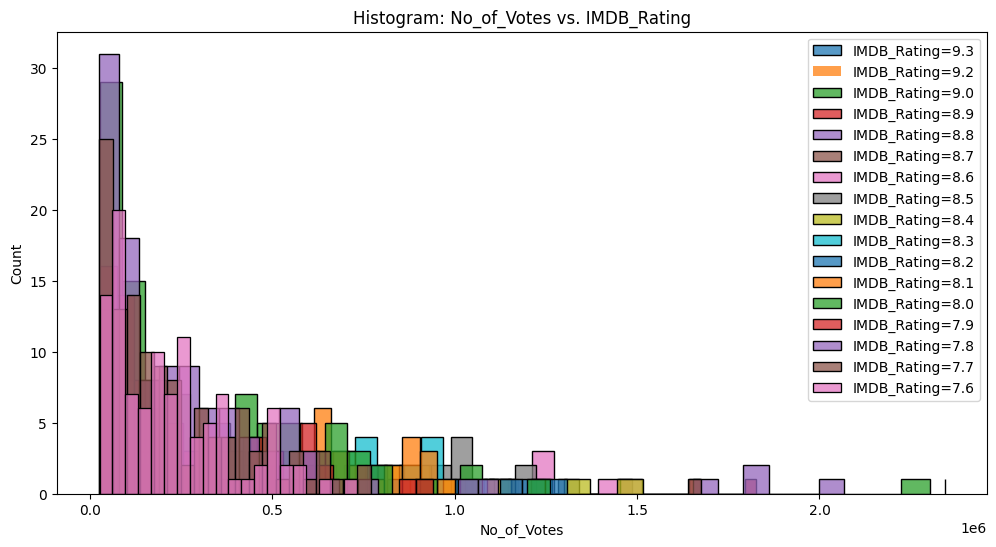 Histogram: No_of_Votes vs. IMDB_Rating
30
25
20
15
10
5
0
Count
0.0
0.5
1.0
1.5
2.0
1e6
No_of_Votes
IMDB_Rating=9.3
IMDB_Rating=9.2
IMDB_Rating=9.0
IMDB_Rating=8.9
IMDB_Rating=8.8
IMDB_Rating=8.7
IMDB_Rating=8.6
IMDB_Rating=8.5
IMDB_Rating=8.4
IMDB_Rating=8.3
IMDB_Rating=8.2
IMDB_Rating=8.1
IMDB_Rating=8.0
IMDB_Rating=7.9
IMDB_Rating=7.8
IMDB_Rating=7.7
IMDB_Rating=7.6